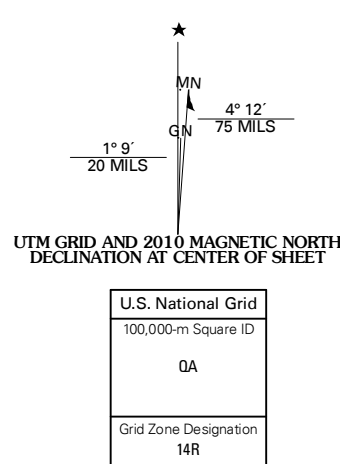 ★
MN
4° 12´
75 MILS
GN
1° 9´
20 MILS
UTM GRID AND 2010 MAGNETIC NORTH
DECLINATION AT CENTER OF SHEET
U.S. National Grid
100,000-m Square ID
QA
Grid Zone Designation
14R